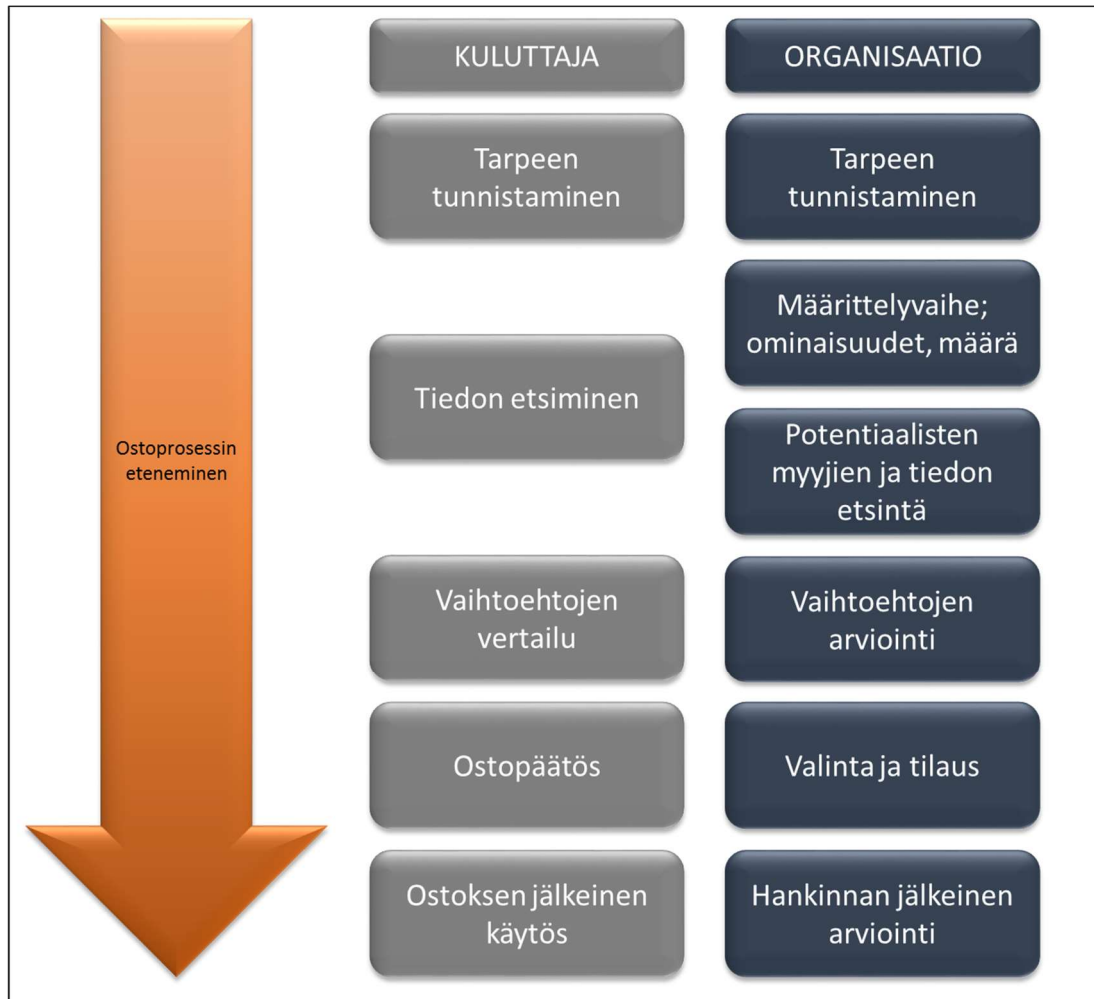 KULUTTAJA
ORGANISAATIO
Tarpeen
tunnistaminen
Tarpeen
tunnistaminen
Määrittelyvaihe;
ominaisuudet, määrä
Tiedon etsiminen
Ostoprosessin
eteneminen
Potentiaalisten
myyjien ja tiedon
etsintä
Vaihtoehtojen
vertailu
Vaihtoehtojen
arviointi
Ostopäätös
Valinta ja tilaus
Ostoksen jälkeinen
käytös
Hankinnan jälkeinen
arviointi